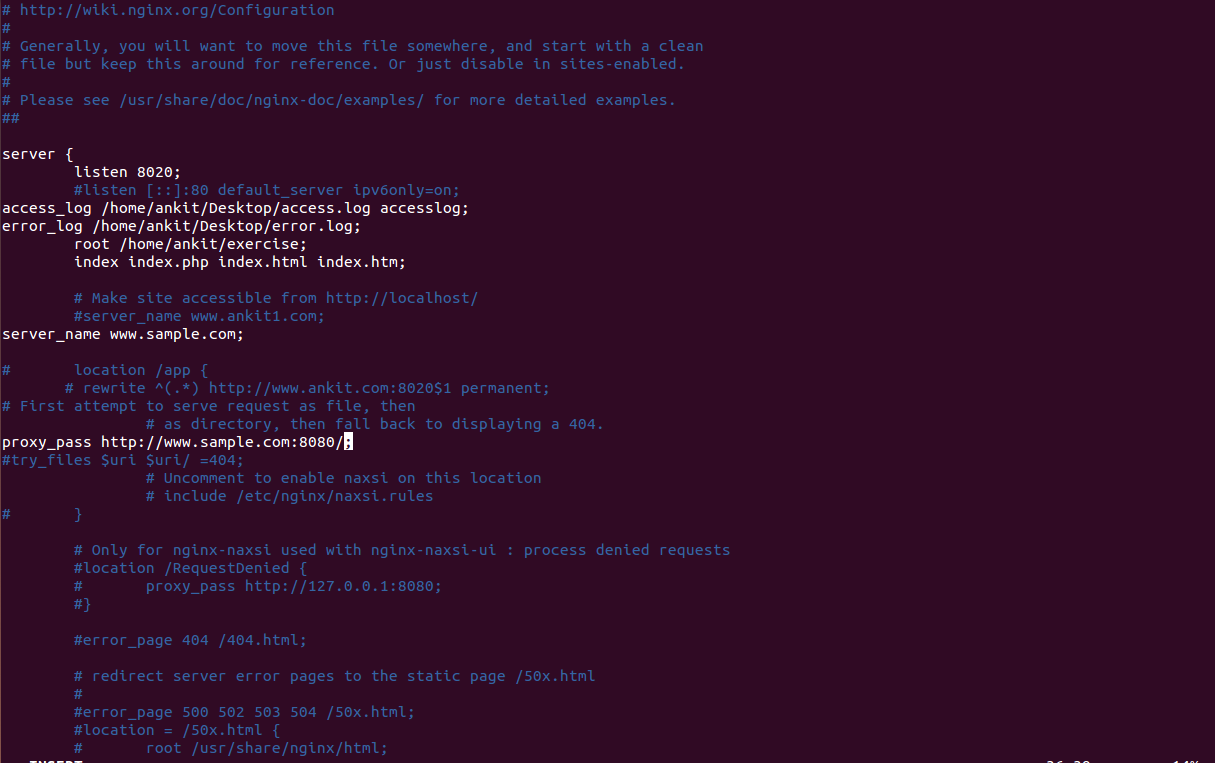 # http://wiki.nginx.org/Configuration
#
# Generally, you will want to move this file somewhere, and start with a clean
# file but keep this around for reference. Or just disable in sites-enabled.
#
# Please see /usr/share/doc/nginx-doc/examples/ for more detailed examples.
##

server {
        listen 8020;
        #listen [::]:80 default_server ipv6only=on;
access_log /home/ankit/Desktop/access.log accesslog;
error_log /home/ankit/Desktop/error.log;
        root /home/ankit/exercise;
        index index.php index.html index.htm;

        # Make site accessible from http://localhost/
        #server_name www.ankit1.com;
server_name www.sample.com;

#       location /app {
       # rewrite ^(.*) http://www.ankit.com:8020$1 permanent;
# First attempt to serve request as file, then
                # as directory, then fall back to displaying a 404.
proxy_pass http://www.sample.com:8080/;
#try_files $uri $uri/ =404;
                # Uncomment to enable naxsi on this location
                # include /etc/nginx/naxsi.rules
#       }

        # Only for nginx-naxsi used with nginx-naxsi-ui : process denied requests
        #location /RequestDenied {
        #       proxy_pass http://127.0.0.1:8080;
        #}

        #error_page 404 /404.html;

        # redirect server error pages to the static page /50x.html
        #
        #error_page 500 502 503 504 /50x.html;
        #location = /50x.html {
        #       root /usr/share/nginx/html;
-- INSERT --